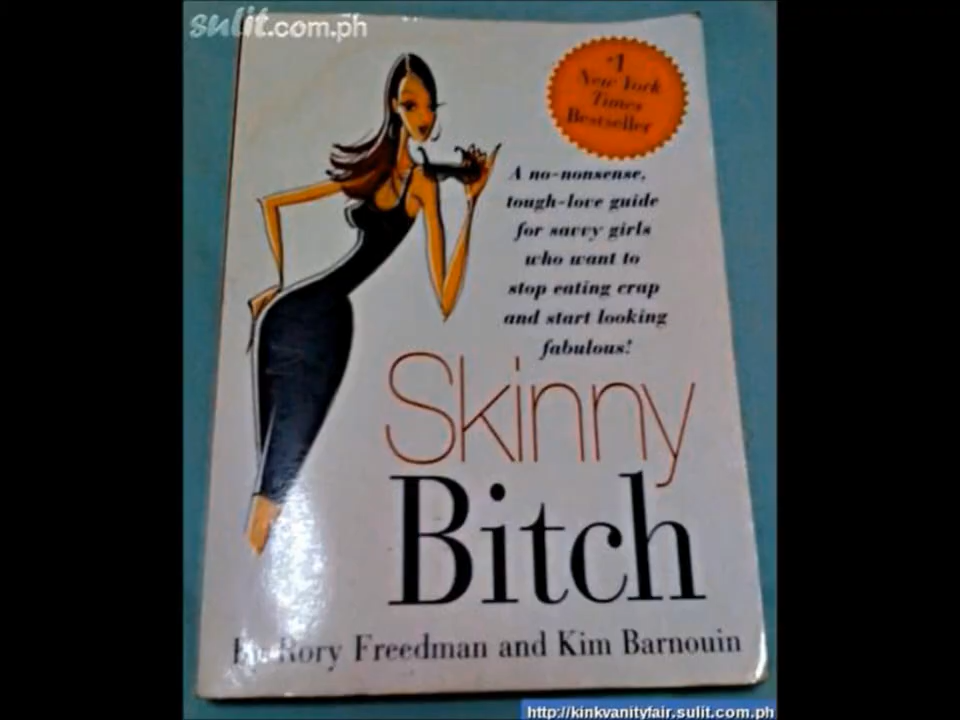 sulit.com.ph
#1
New York
Times
Bestseller
A no-nonsense,
tough-love guide
for savvy girls
who want to
stop eating crap
and start looking
fabulous!
Skinny
Bitch
By Rory Freedman and Kim Barnouin
http://kinkvanityfair.sulit.com.ph